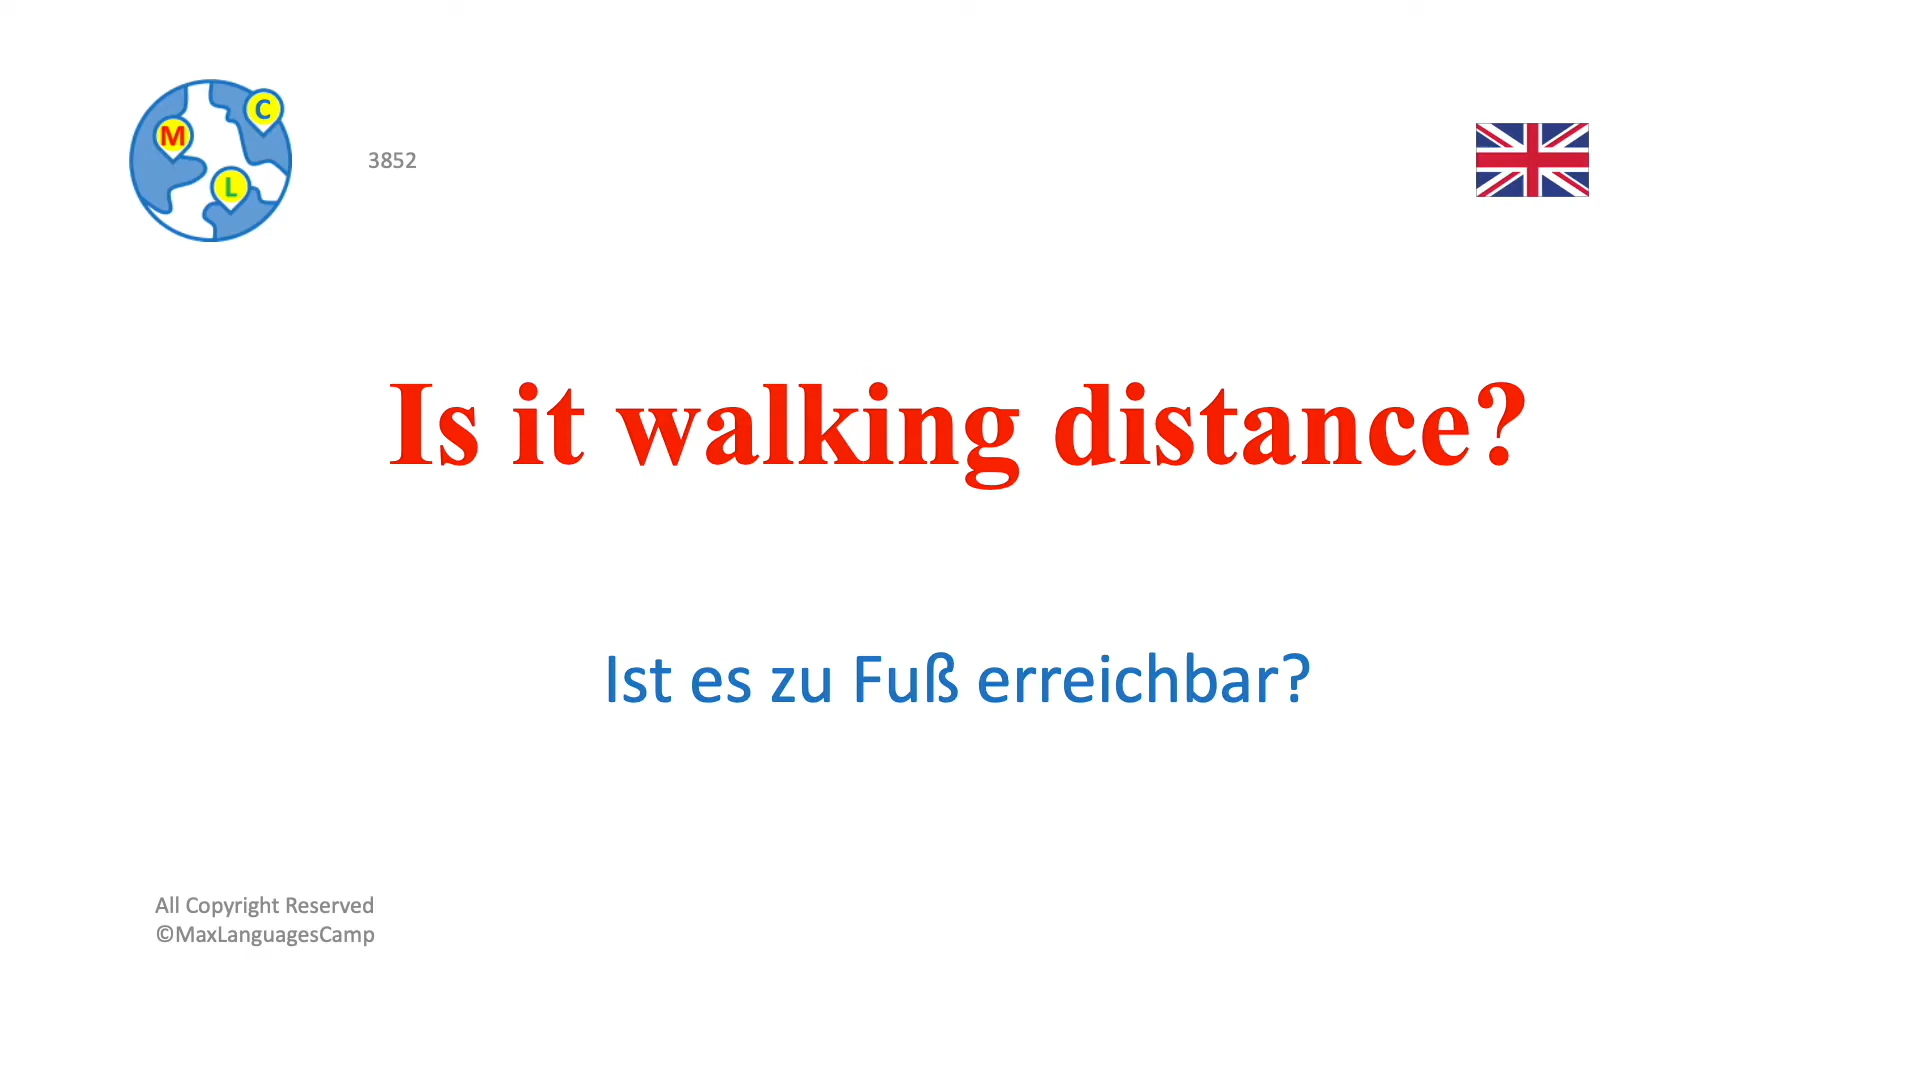 C
M
L
3852
Is it walking distance?
Ist es zu Fuß erreichbar?
All Copyright Reserved
©MaxLanguagesCamp